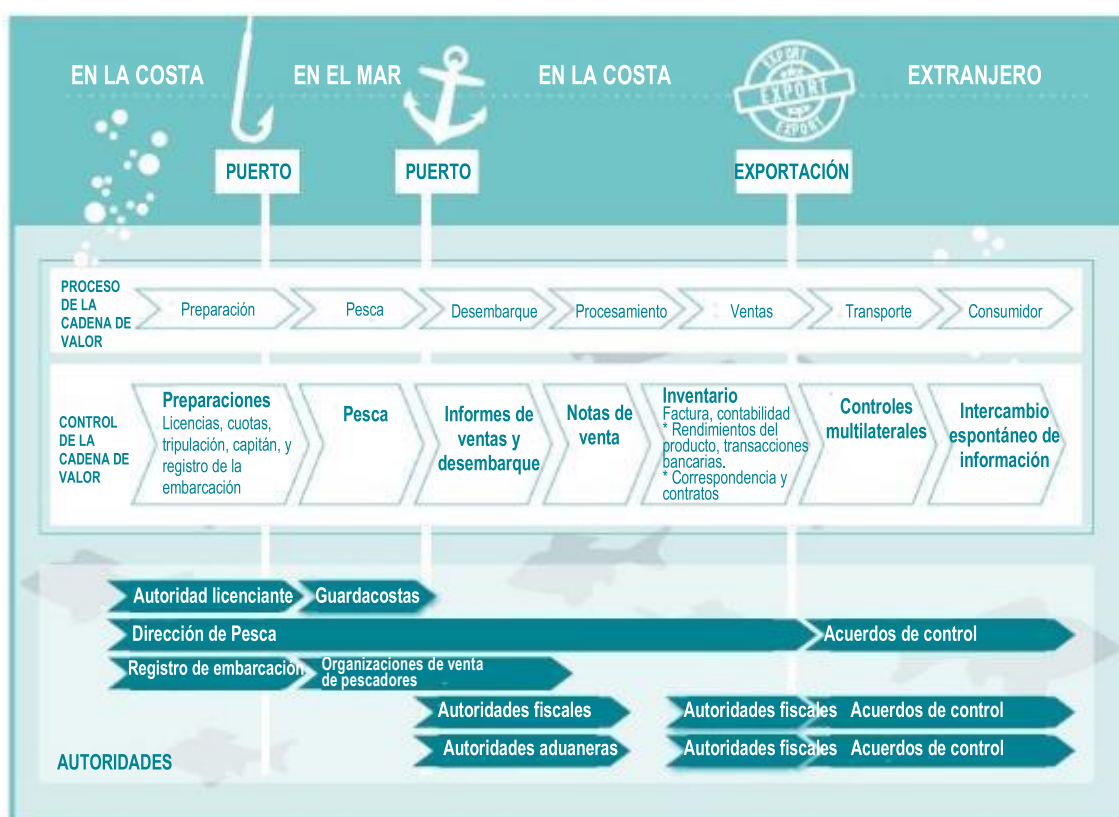 EN LA COSTA
EN EL MAR
EN LA COSTA
EXTRANJERO
EXPORT
EXPORT
EXPORT
PUERTO
PUERTO
EXPORTACIÓN
PROCESO
DE LA
CADENA DE
VALOR
Preparación
Pesca
Desembarque
Procesamiento
Ventas
Transporte
Consumidor
CONTROL
DE LA
CADENA DE
VALOR
Preparaciones
Licencias, cuotas,
tripulación, capitán, y
registro de la
embarcación
Pesca
Informes de
ventas y
desembarque
Notas de
venta
Inventario
Factura, contabilidad
* Rendimientos del
producto, transacciones
bancarias.
* Correspondencia y
contratos
Controles
multilaterales
Intercambio
espontáneo de
información
Autoridad licenciante
Guardacostas
Dirección de Pesca
Acuerdos de control
Registro de embarcación
Organizaciones de venta
de pescadores
Autoridades fiscales
Autoridades fiscales
Acuerdos de control
Autoridades aduaneras
Autoridades fiscales
Acuerdos de control
AUTORIDADES